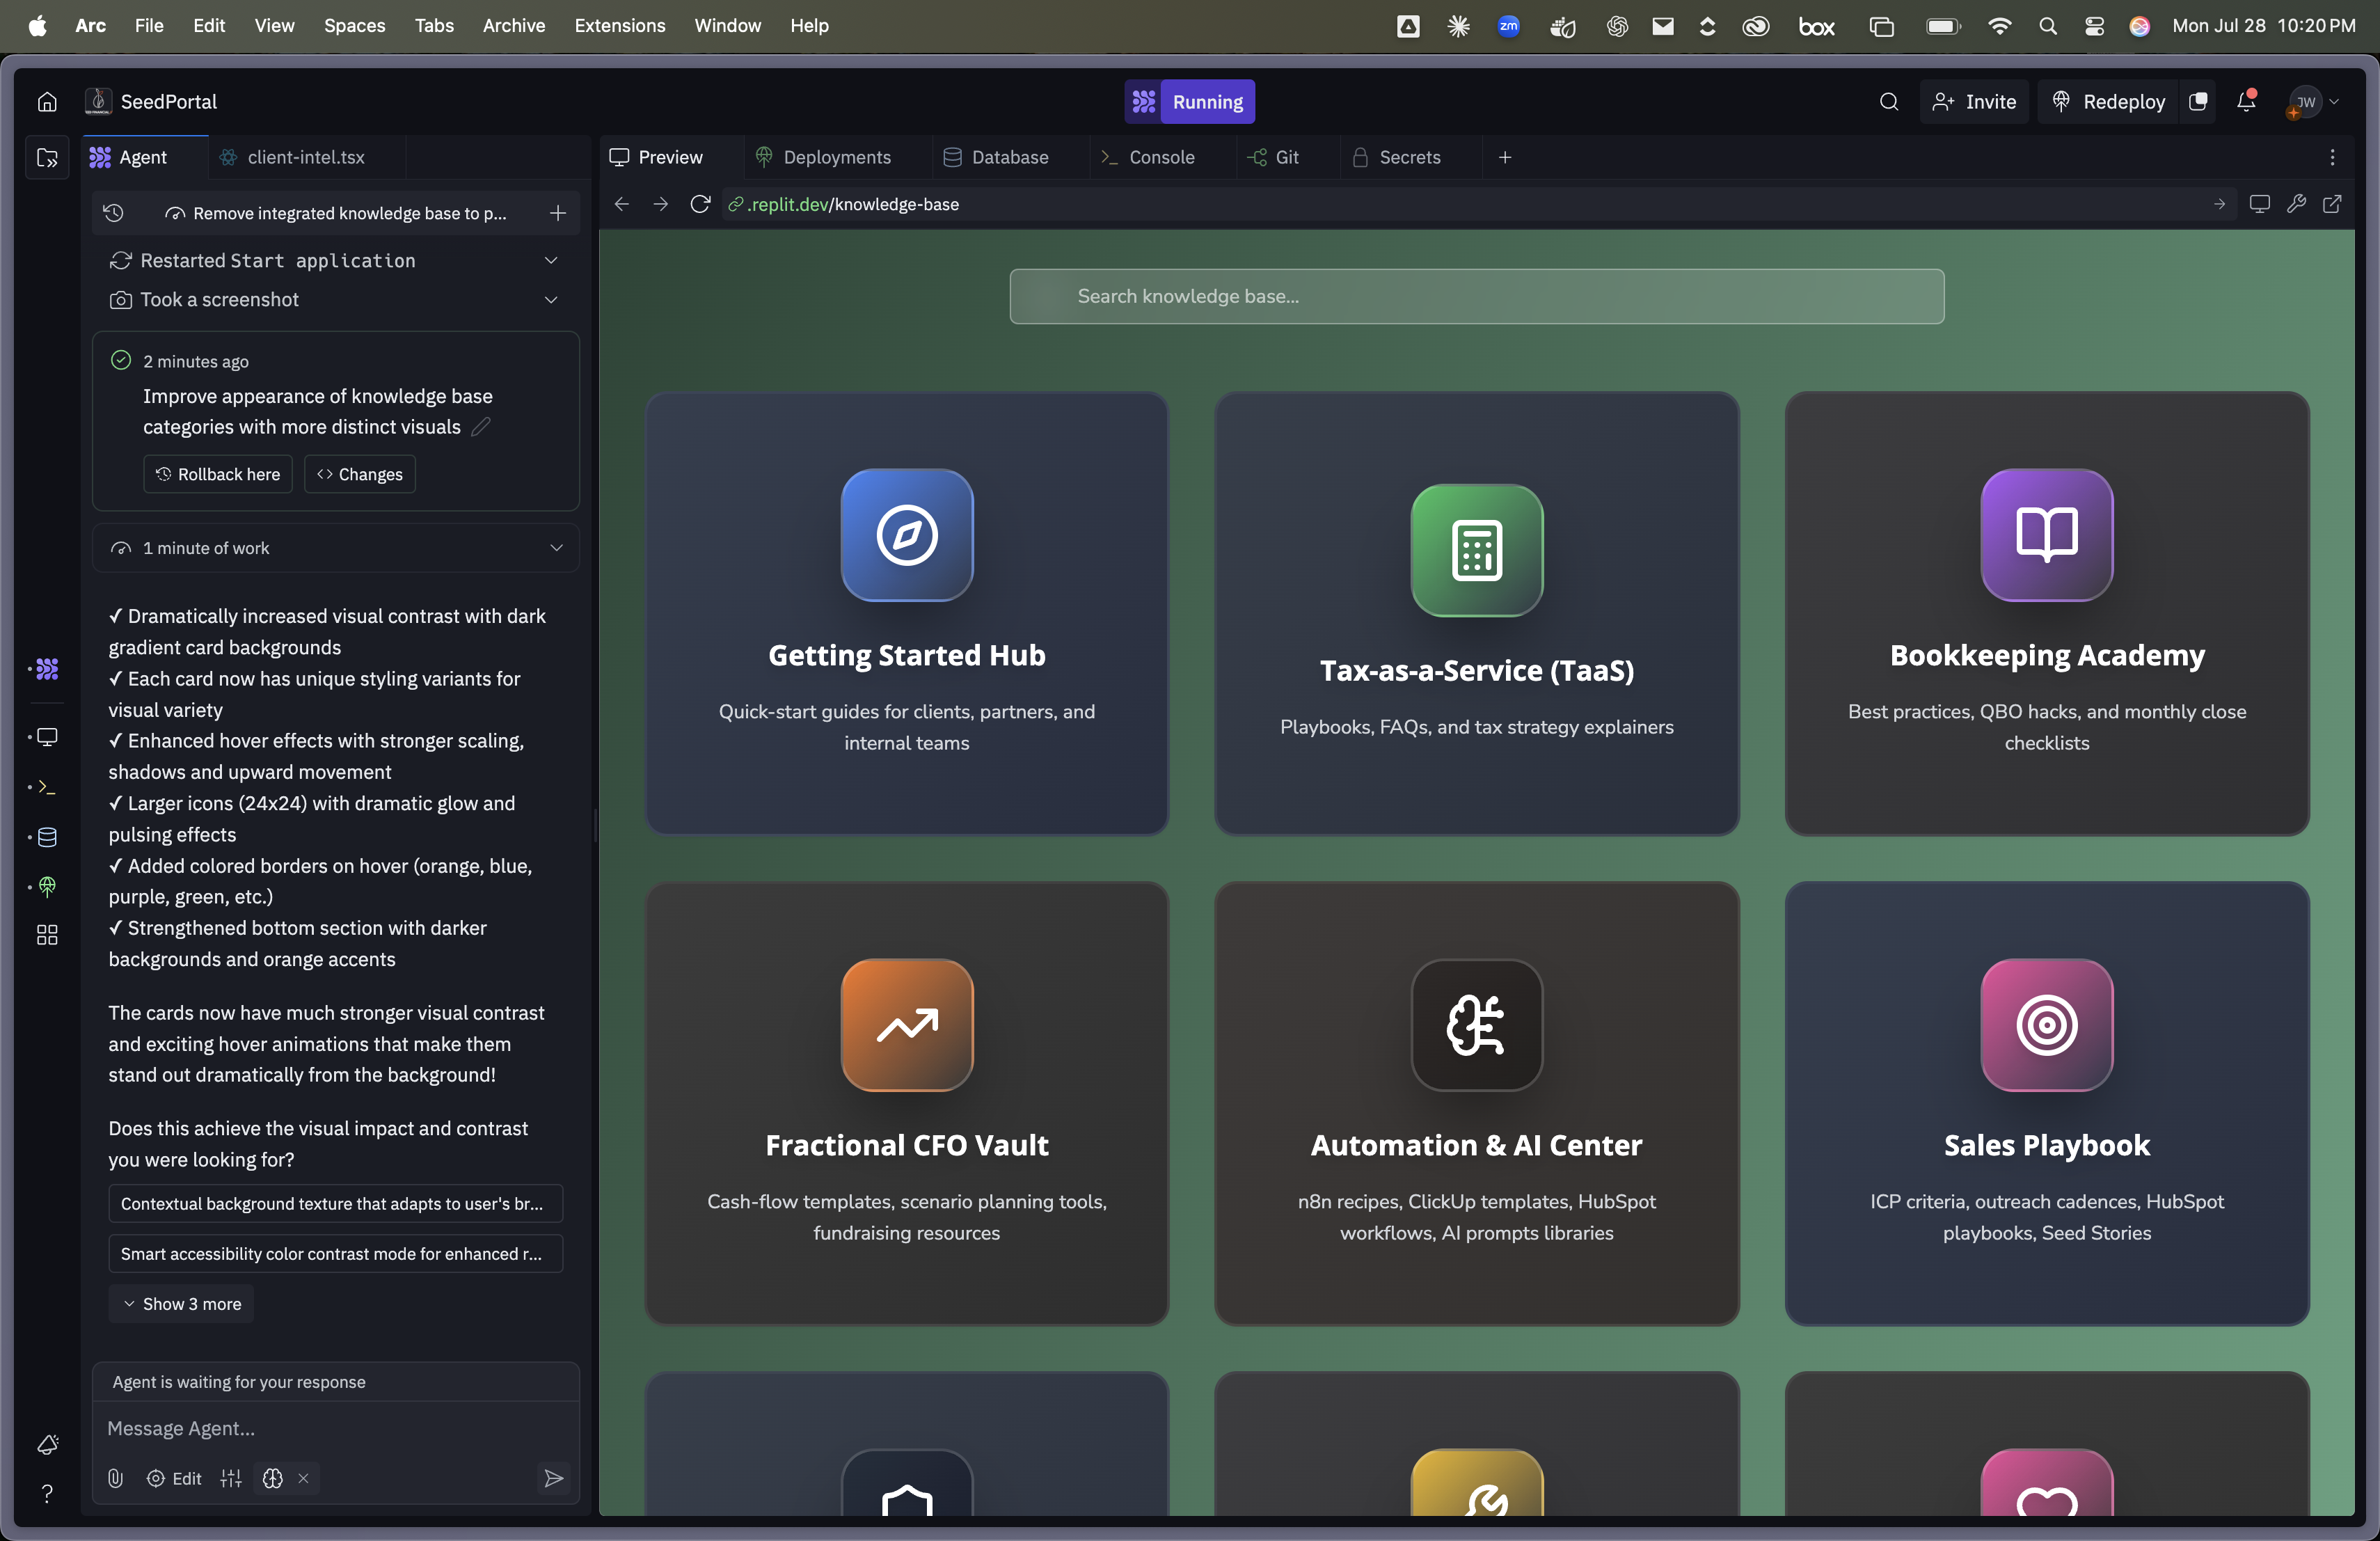 Arc File Edit View Spaces Tabs Archive Extensions Window Help zm box Mon Jul 28 10:20 PM
SeedPortal Running Invite Redeploy JW
Agent client-intel.tsx
Preview Deployments Database Console Git Secrets
.replit.dev/knowledge-base
Remove integrated knowledge base to p...
Restarted Start application
Took a screenshot
2 minutes ago
Improve appearance of knowledge base
categories with more distinct visuals
Rollback here Changes
1 minute of work
✓ Dramatically increased visual contrast with dark
gradient card backgrounds
✓ Each card now has unique styling variants for
visual variety
✓ Enhanced hover effects with stronger scaling,
shadows and upward movement
✓ Larger icons (24x24) with dramatic glow and
pulsing effects
✓ Added colored borders on hover (orange, blue,
purple, green, etc.)
✓ Strengthened bottom section with darker
backgrounds and orange accents
The cards now have much stronger visual contrast
and exciting hover animations that make them
stand out dramatically from the background!
Does this achieve the visual impact and contrast
you were looking for?
Contextual background texture that adapts to user's br...
Smart accessibility color contrast mode for enhanced r...
Show 3 more
Agent is waiting for your response
Message Agent...
Edit
Search knowledge base...
Getting Started Hub
Quick-start guides for clients, partners, and
internal teams
Tax-as-a-Service (TaaS)
Playbooks, FAQs, and tax strategy explainers
Bookkeeping Academy
Best practices, QBO hacks, and monthly close
checklists
Fractional CFO Vault
Cash-flow templates, scenario planning tools,
fundraising resources
Automation & AI Center
n8n recipes, ClickUp templates, HubSpot
workflows, AI prompts libraries
Sales Playbook
ICP criteria, outreach cadences, HubSpot
playbooks, Seed Stories